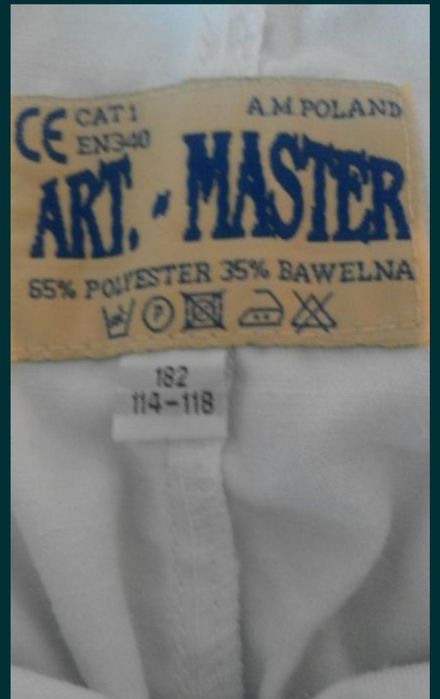 CE CAT 1 A.M. POLAND
EN340
ART. - MASTER
65% POLYESTER 35% BAWELNA
P
182
114-118